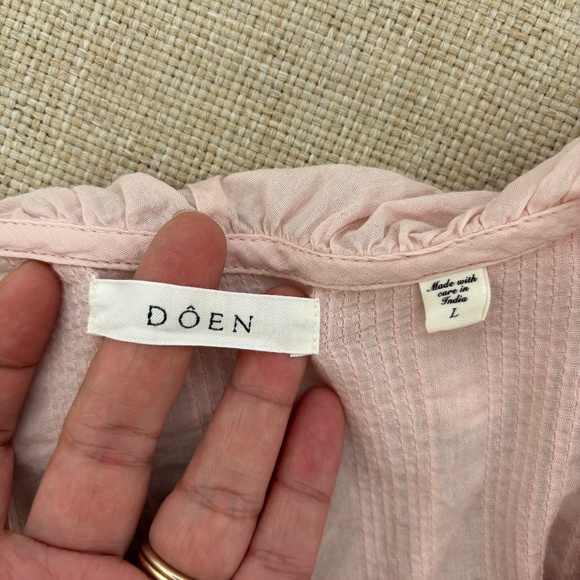 DÔEN
Made with
care in
India
L